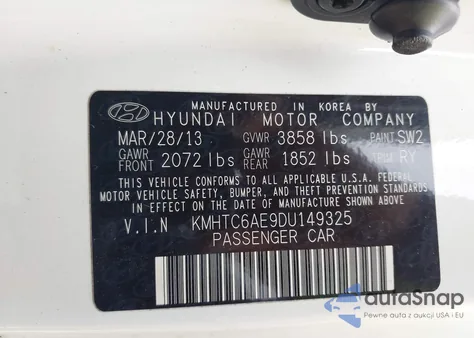 MANUFACTURED IN KOREA BY
HYUNDAI MOTOR COMPANY
MAR/28/13 GVWR 3858 lbs PAINT SW2
GAWR FRONT 2072 lbs GAWR REAR 1852 lbs TRIM RY
THIS VEHICLE CONFORMS TO ALL APPLICABLE U.S.A. FEDERAL
MOTOR VEHICLE SAFETY, BUMPER, AND THEFT PREVENTION STANDARDS
IN EFFECT ON THE DATE OF MANUFACTURE SHOWN ABOVE.
V.I.N KMHTC6AE9DU149325
PASSENGER CAR
autaSnap
Pewne auta z aukcji USA i EU